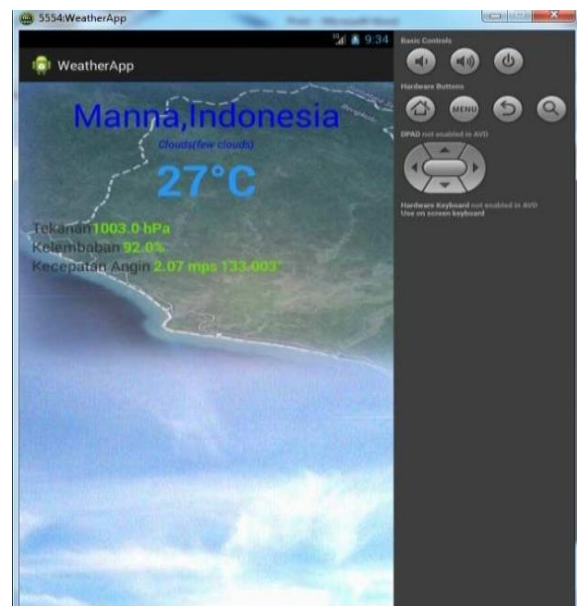 5554:WeatherApp
9:34
WeatherApp
Manna,Indonesia
Clouds(few clouds)
27°C
Tekanan 1003.0 hPa
Kelembaban 92.0%
Kecepatan Angin 2.07 mps 133.003°
Basic Controls
Hardware Buttons
MENU
DPAD not enabled in AVD
Hardware Keyboard not enabled in AVD
Use on screen keyboard